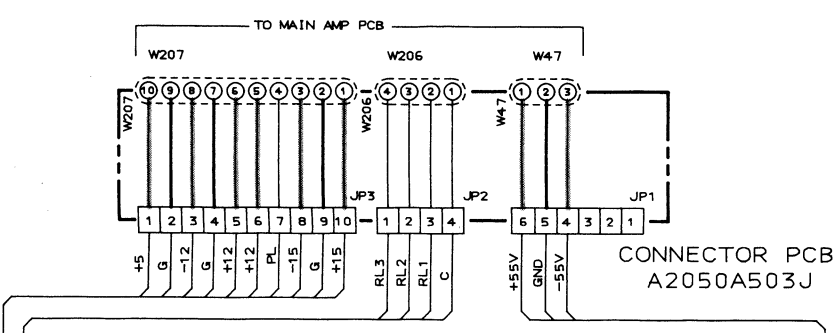 TO MAIN AMP PCB
W207 W206 W47
10 9 8 7 6 5 4 3 2 1 4 3 2 1 1 2 3
W207 W206 W47
JP3 JP2 JP1
1 2 3 4 5 6 7 8 9 10 1 2 3 4 6 5 4 3 2 1
+5 G -12 G +12 +12 PL -15 G +15 RL3 RL2 RL1 C +55V GND -55V
CONNECTOR PCB
A2050A503J